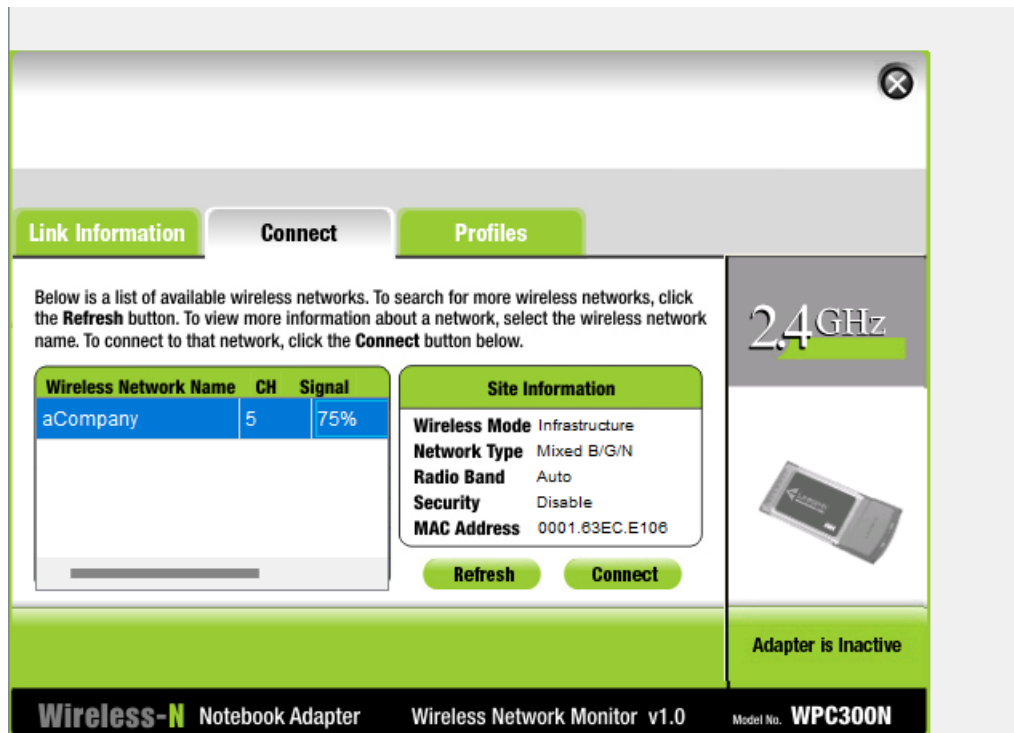 Link Information
Connect
Profiles
Below is a list of available wireless networks. To search for more wireless networks, click
the Refresh button. To view more information about a network, select the wireless network
name. To connect to that network, click the Connect button below.
2.4GHz
Wireless Network Name CH Signal
aCompany 5 75%
Site Information
Wireless Mode Infrastructure
Network Type Mixed B/G/N
Radio Band Auto
Security Disable
MAC Address 0001.63EC.E106
Refresh
Connect
Adapter is Inactive
Wireless-N Notebook Adapter Wireless Network Monitor v1.0 Model No. WPC300N